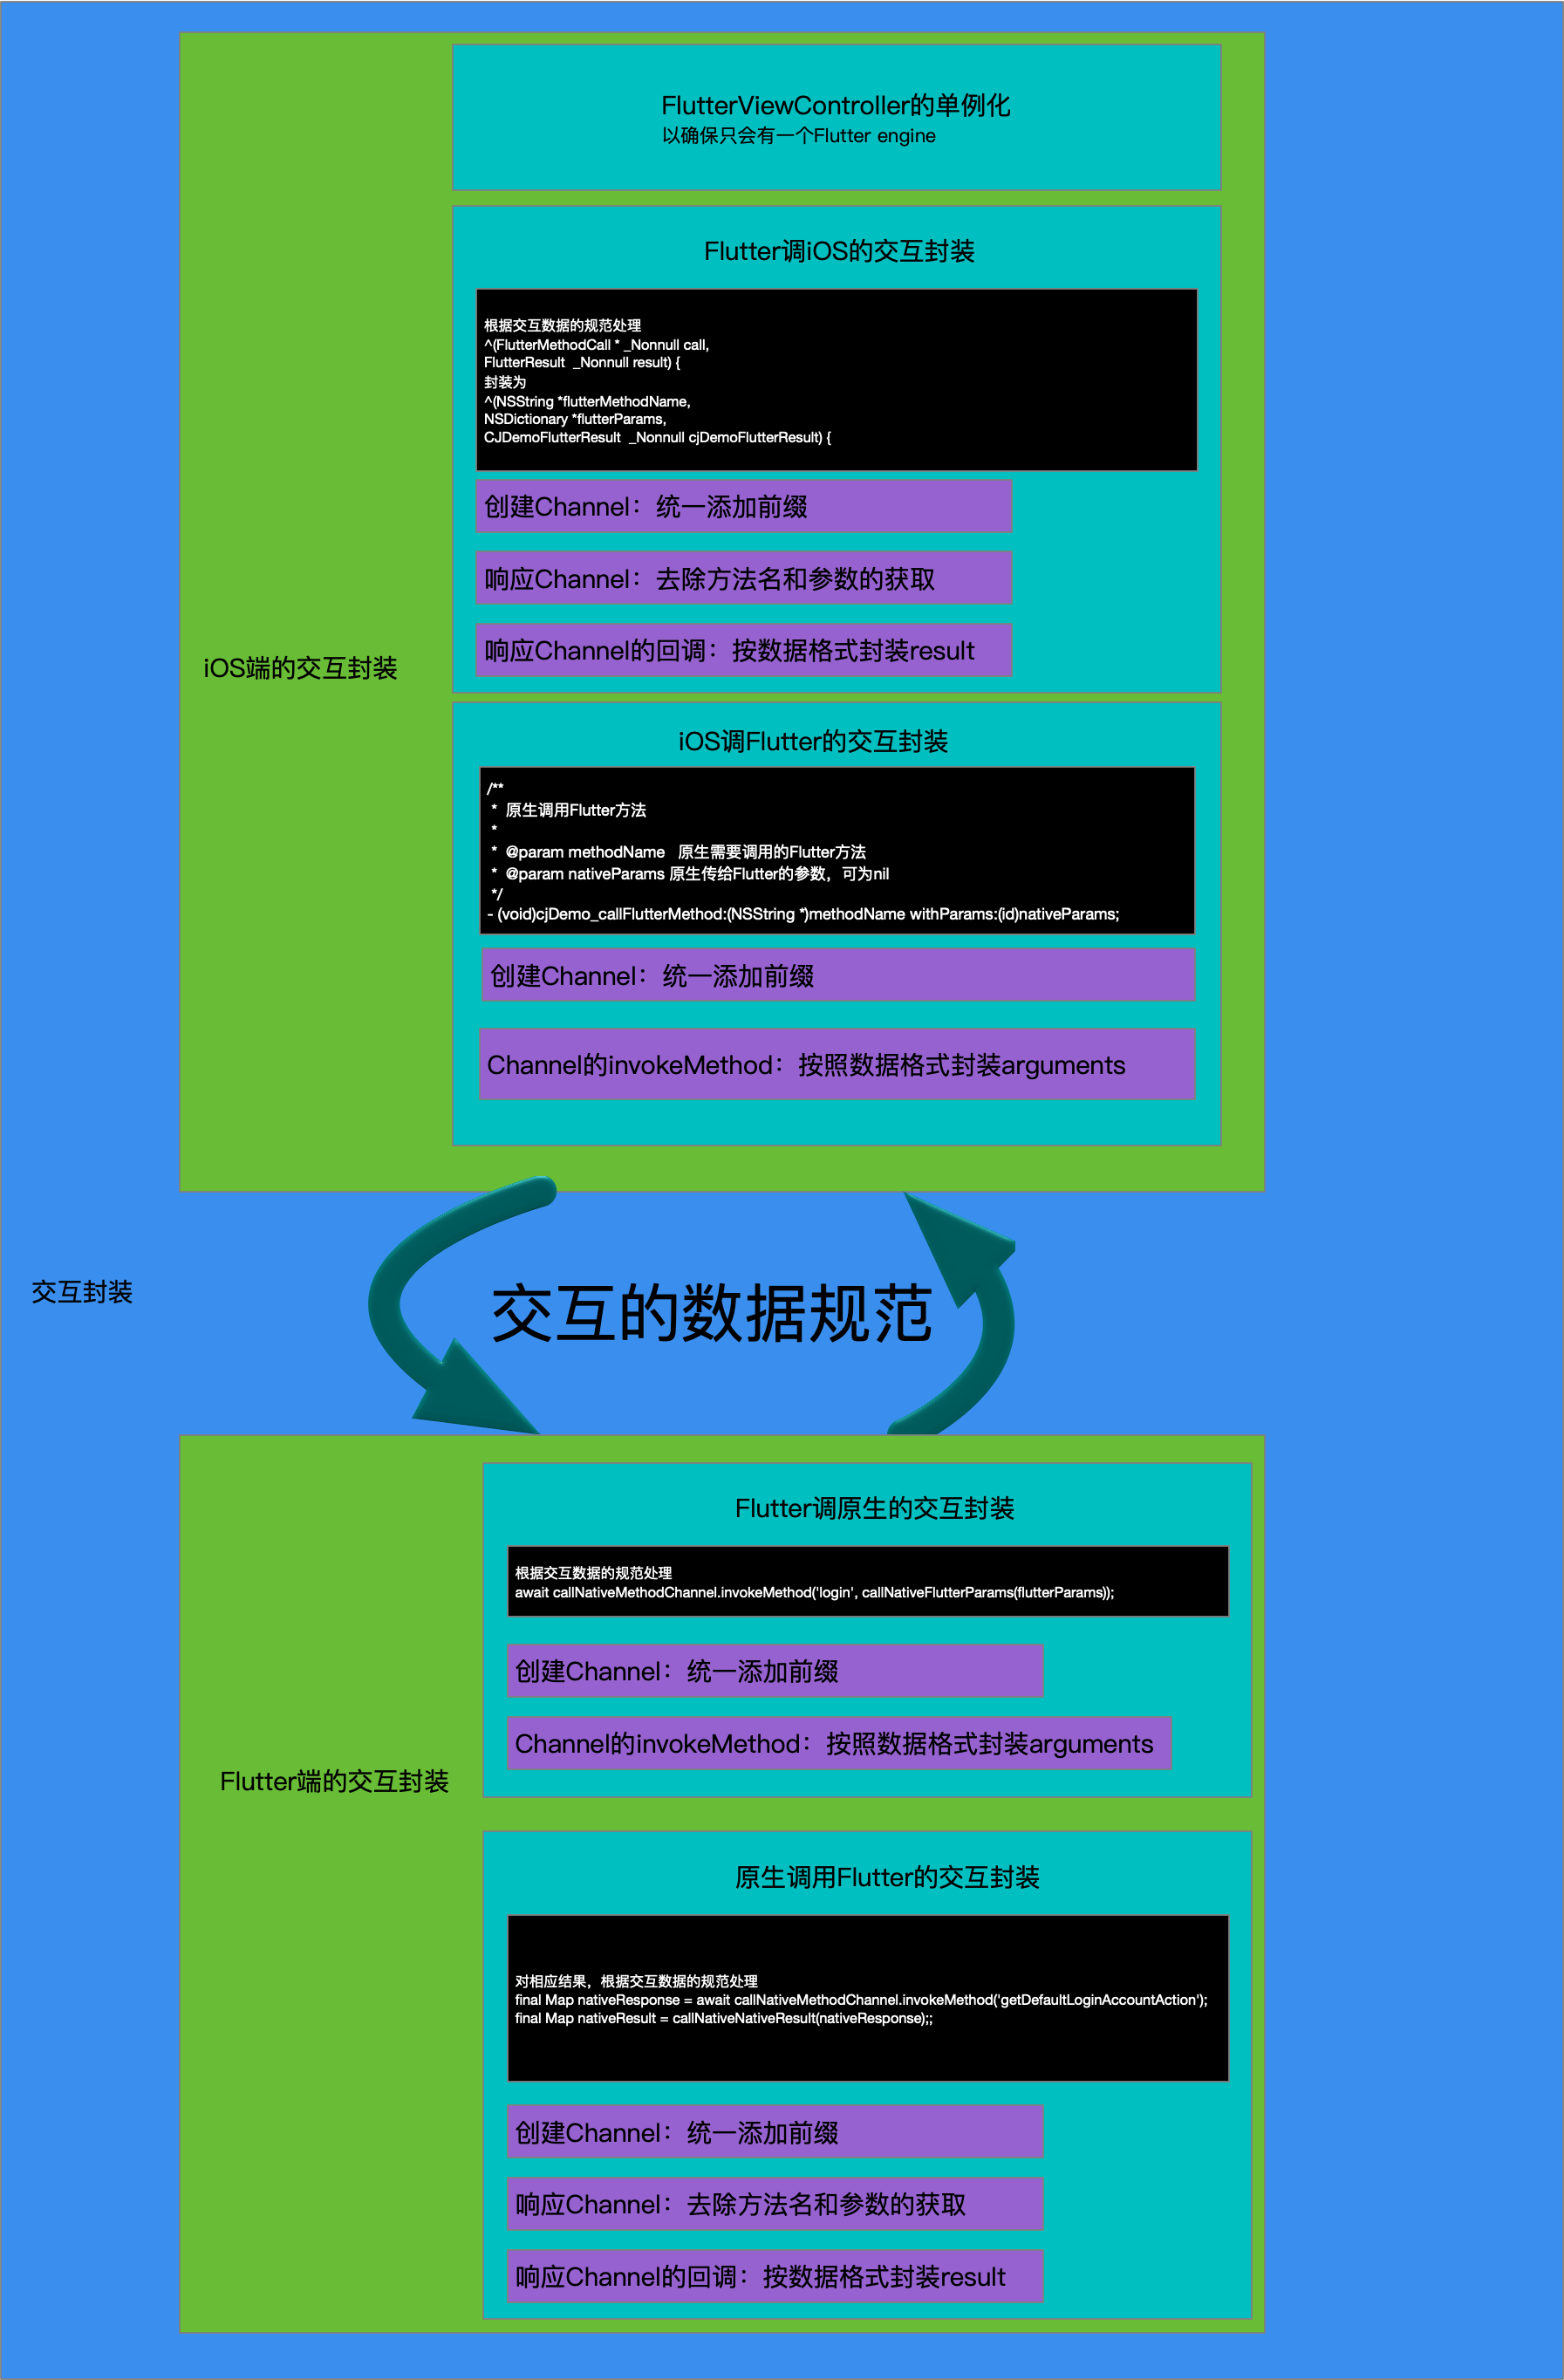 FlutterViewController的单例化
以确保只会有一个Flutter engine
Flutter调iOS的交互封装
根据交互数据的规范处理
^(FlutterMethodCall * _Nonnull call,
FlutterResult  _Nonnull result) {
封装为
^(NSString *flutterMethodName,
NSDictionary *flutterParams,
CJDemoFlutterResult  _Nonnull cjDemoFlutterResult) {
创建Channel：统一添加前缀
响应Channel：去除方法名和参数的获取
响应Channel的回调：按数据格式封装result
iOS端的交互封装
iOS调Flutter的交互封装
/**
 *  原生调用Flutter方法
 *
 *  @param methodName   原生需要调用的Flutter方法
 *  @param nativeParams 原生传给Flutter的参数，可为nil
 */
- (void)cjDemo_callFlutterMethod:(NSString *)methodName withParams:(id)nativeParams;
创建Channel：统一添加前缀
Channel的invokeMethod：按照数据格式封装arguments
交互封装
交互的数据规范
Flutter调原生的交互封装
根据交互数据的规范处理
await callNativeMethodChannel.invokeMethod('login', callNativeFlutterParams(flutterParams));
创建Channel：统一添加前缀
Channel的invokeMethod：按照数据格式封装arguments
Flutter端的交互封装
原生调用Flutter的交互封装
对相应结果，根据交互数据的规范处理
final Map nativeResponse = await callNativeMethodChannel.invokeMethod('getDefaultLoginAccountAction');
final Map nativeResult = callNativeNativeResult(nativeResponse);;
创建Channel：统一添加前缀
响应Channel：去除方法名和参数的获取
响应Channel的回调：按数据格式封装result